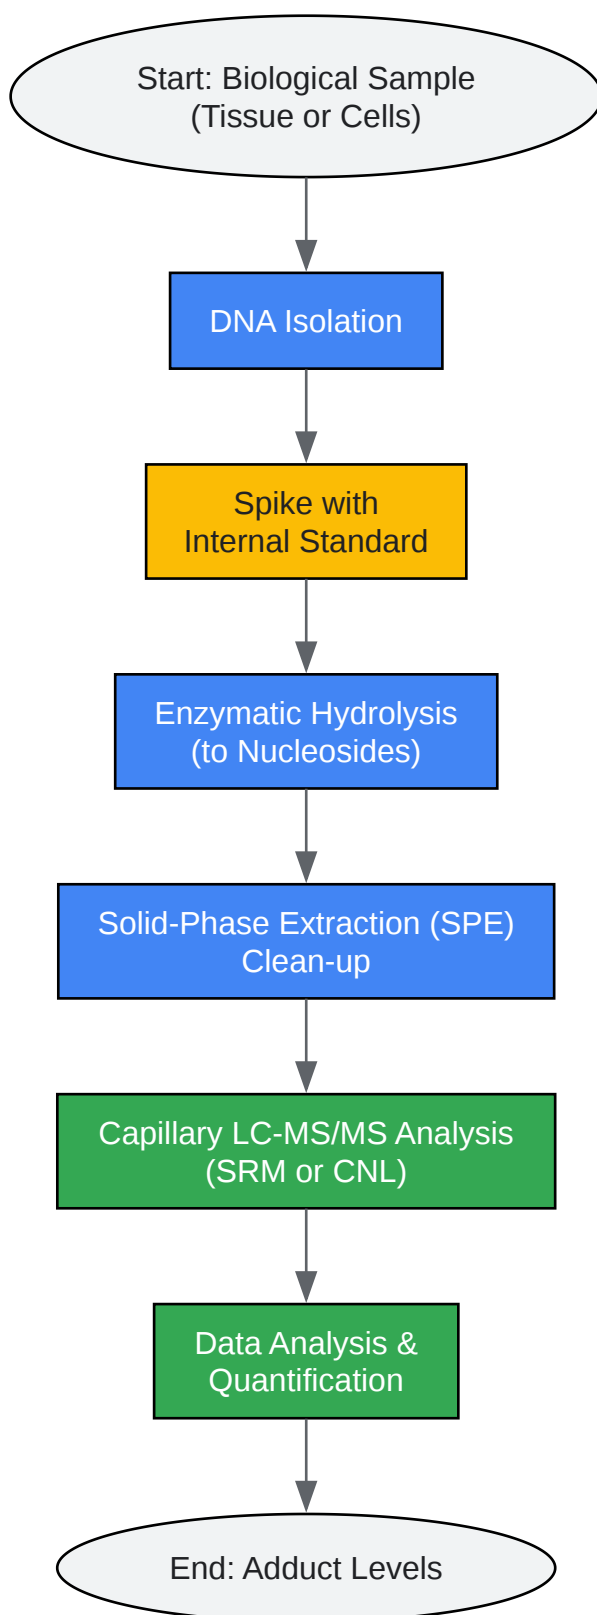 Start: Biological Sample
(Tissue or Cells)
DNA Isolation
Spike with
Internal Standard
Enzymatic Hydrolysis
(to Nucleosides)
Solid-Phase Extraction (SPE)
Clean-up
Capillary LC-MS/MS Analysis
(SRM or CNL)
Data Analysis &
Quantification
End: Adduct Levels